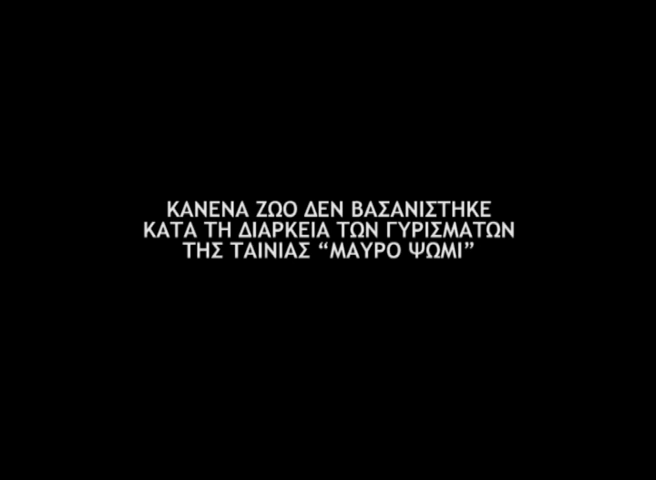 ΚΑΝΕΝΑ ΖΩΟ ΔΕΝ ΒΑΣΑΝΙΣΤΗΚΕ
ΚΑΤΑ ΤΗ ΔΙΑΡΚΕΙΑ ΤΩΝ ΓΥΡΙΣΜΑΤΩΝ
ΤΗΣ ΤΑΙΝΙΑΣ “ΜΑΥΡΟ ΨΩΜΙ”